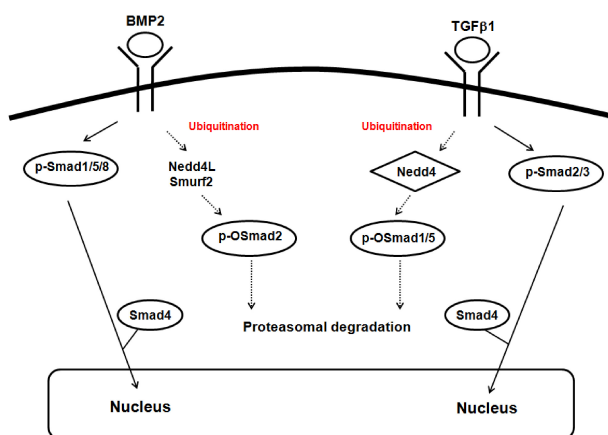 BMP2
TGFβ1
Ubiquitination
Ubiquitination
p-Smad1/5/8
Nedd4L
Smurf2
Nedd4
p-Smad2/3
p-OSmad2
p-OSmad1/5
Smad4
Smad4
Proteasomal degradation
Nucleus
Nucleus